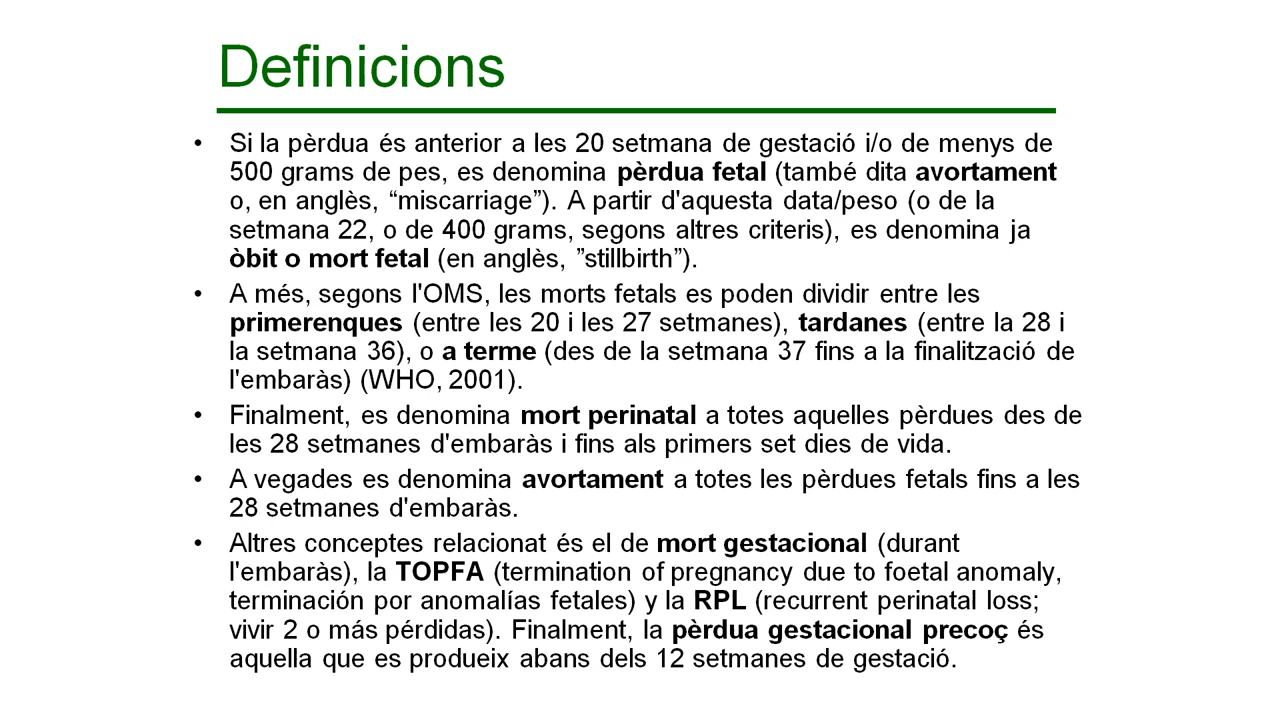 Definicions
• Si la pèrdua és anterior a les 20 setmana de gestació i/o de menys de
500 grams de pes, es denomina pèrdua fetal (també dita avortament
o, en anglès, “miscarriage”). A partir d'aquesta data/peso (o de la
setmana 22, o de 400 grams, segons altres criteris), es denomina ja
òbit o mort fetal (en anglès, ”stillbirth”).
• A més, segons l'OMS, les morts fetals es poden dividir entre les
primerenques (entre les 20 i les 27 setmanes), tardanes (entre la 28 i
la setmana 36), o a terme (des de la setmana 37 fins a la finalització de
l'embaràs) (WHO, 2001).
• Finalment, es denomina mort perinatal a totes aquelles pèrdues des de
les 28 setmanes d'embaràs i fins als primers set dies de vida.
• A vegades es denomina avortament a totes les pèrdues fetals fins a les
28 setmanes d'embaràs.
• Altres conceptes relacionat és el de mort gestacional (durant
l'embaràs), la TOPFA (termination of pregnancy due to foetal anomaly,
terminación por anomalías fetales) y la RPL (recurrent perinatal loss;
vivir 2 o más pérdidas). Finalment, la pèrdua gestacional precoç és
aquella que es produeix abans dels 12 setmanes de gestació.